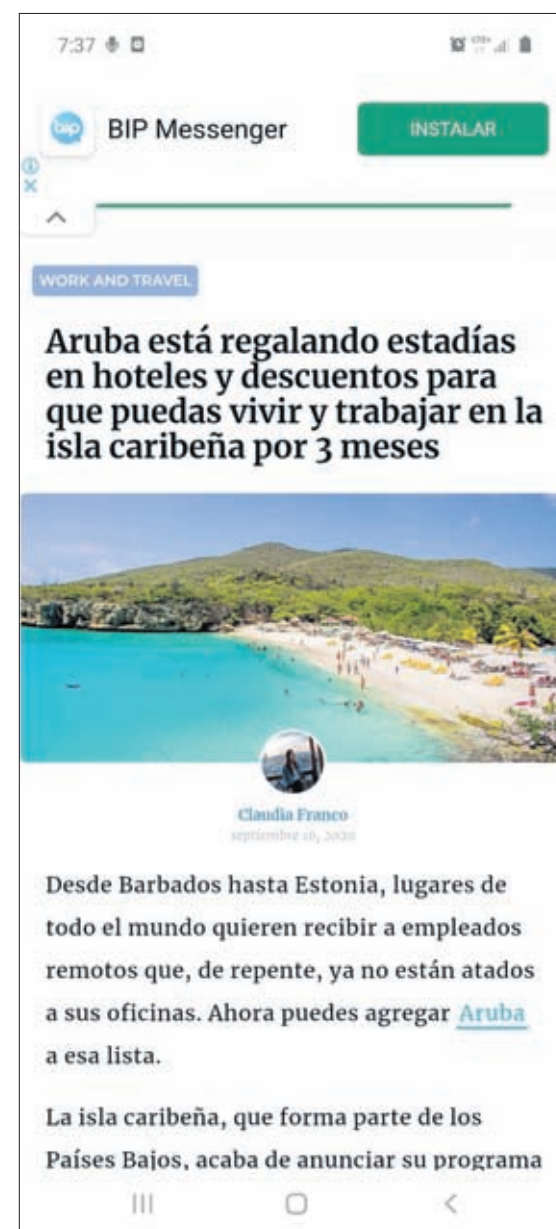 7:37
bip
BIP Messenger
INSTALAR
WORK AND TRAVEL
Aruba está regalando estadías
en hoteles y descuentos para
que puedas vivir y trabajar en la
isla caribeña por 3 meses
Claudia Franco
septiembre 16, 2020
Desde Barbados hasta Estonia, lugares de
todo el mundo quieren recibir a empleados
remotos que, de repente, ya no están atados
a sus oficinas. Ahora puedes agregar Aruba
a esa lista.
La isla caribeña, que forma parte de los
Países Bajos, acaba de anunciar su programa